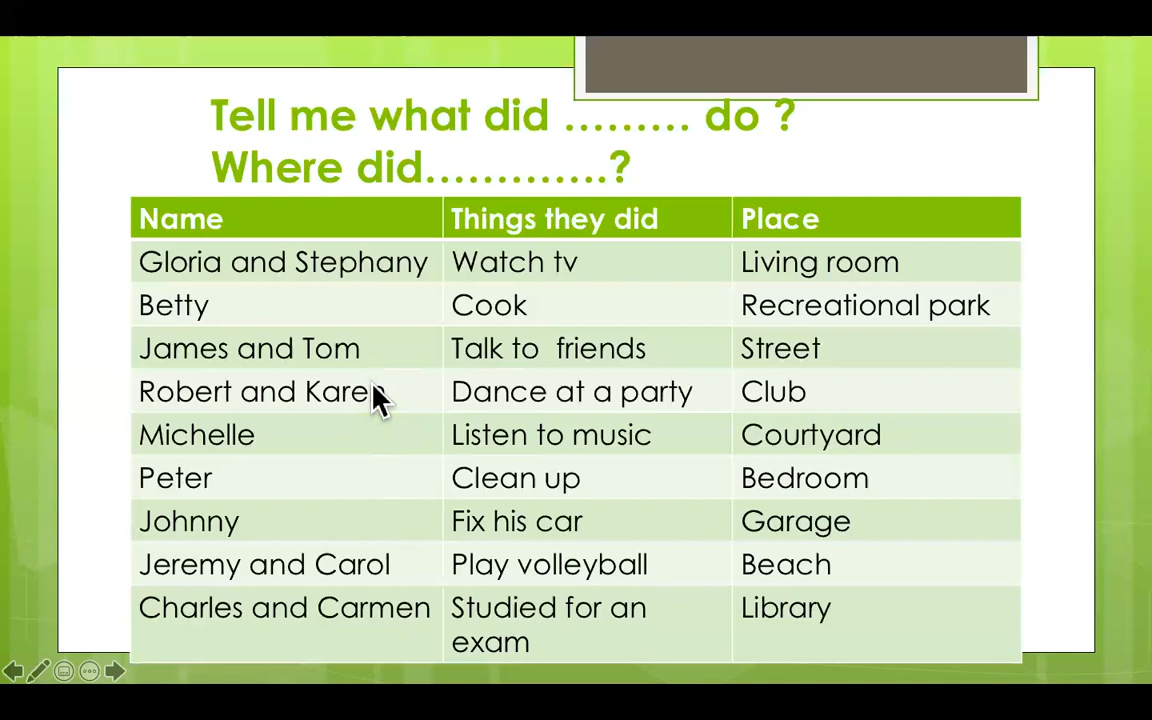 Tell me what did ……… do ?
Where did………….?
Name Things they did Place
Gloria and Stephany Watch tv Living room
Betty Cook Recreational park
James and Tom Talk to  friends Street
Robert and Karen Dance at a party Club
Michelle Listen to music Courtyard
Peter Clean up Bedroom
Johnny Fix his car Garage
Jeremy and Carol Play volleyball Beach
Charles and Carmen Studied for an Library
exam